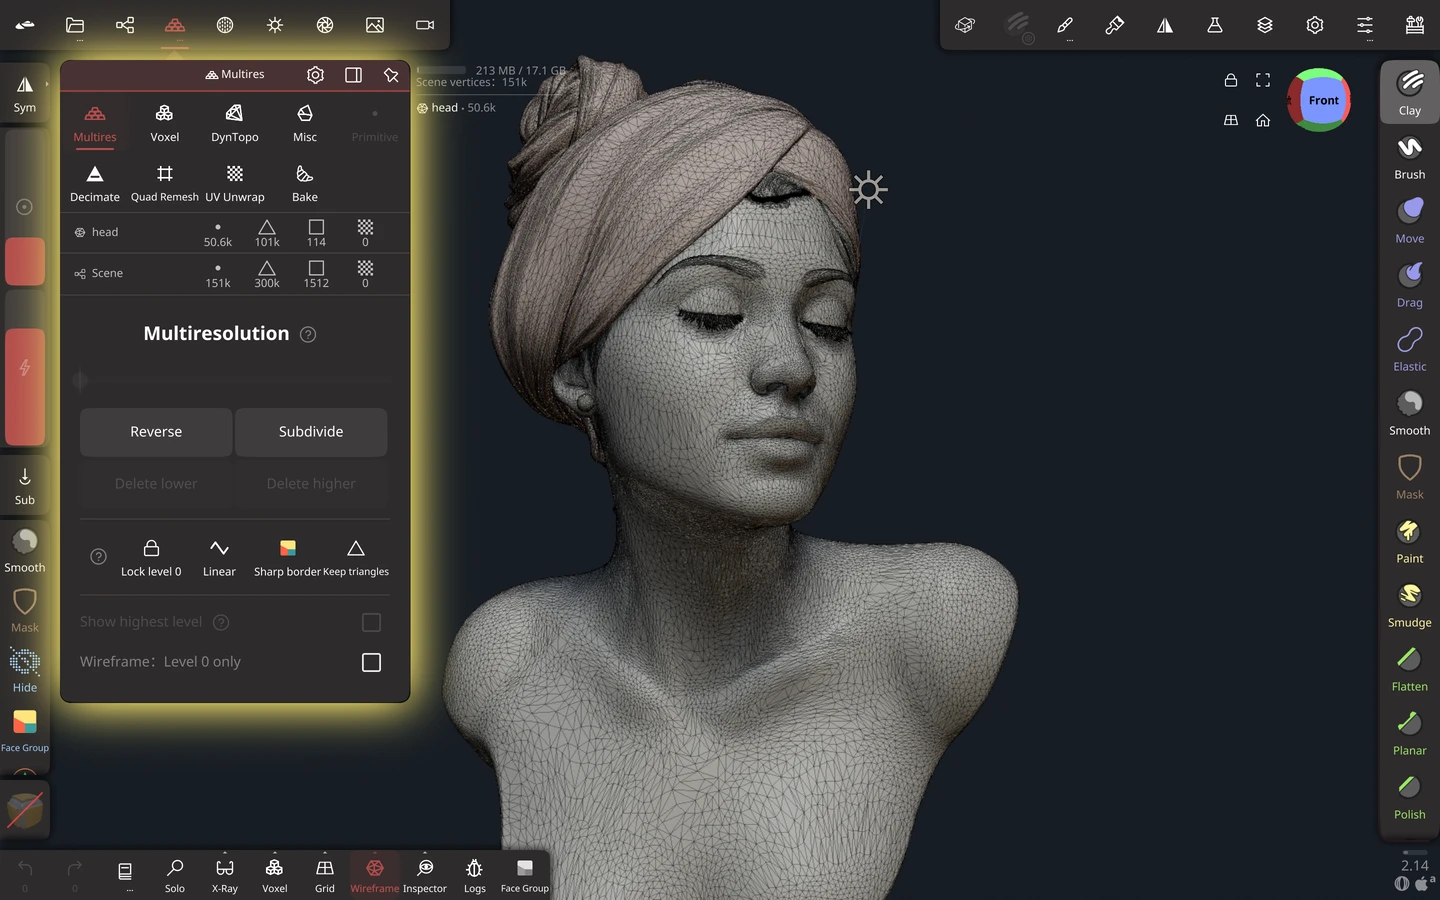 Multires
213 MB / 17.1 GB
Scene vertices: 151k
head • 50.6k
Sym
Multires
Voxel
DynTopo
Misc
Primitive
Decimate
Quad Remesh
UV Unwrap
Bake
head
50.6k
101k
114
0
Scene
151k
300k
1512
0
Multiresolution
?
Reverse
Subdivide
Delete lower
Delete higher
?
Lock level 0
Linear
Sharp border
Keep triangles
Show highest level
?
Wireframe: Level 0 only
Sub
Smooth
Mask
Hide
Face Group
0
0
...
Solo
X-Ray
Voxel
Grid
Wireframe
Inspector
Logs
Face Group
Front
Clay
Brush
Move
Drag
Elastic
Smooth
Mask
Paint
Smudge
Flatten
Planar
Polish
2.14
a